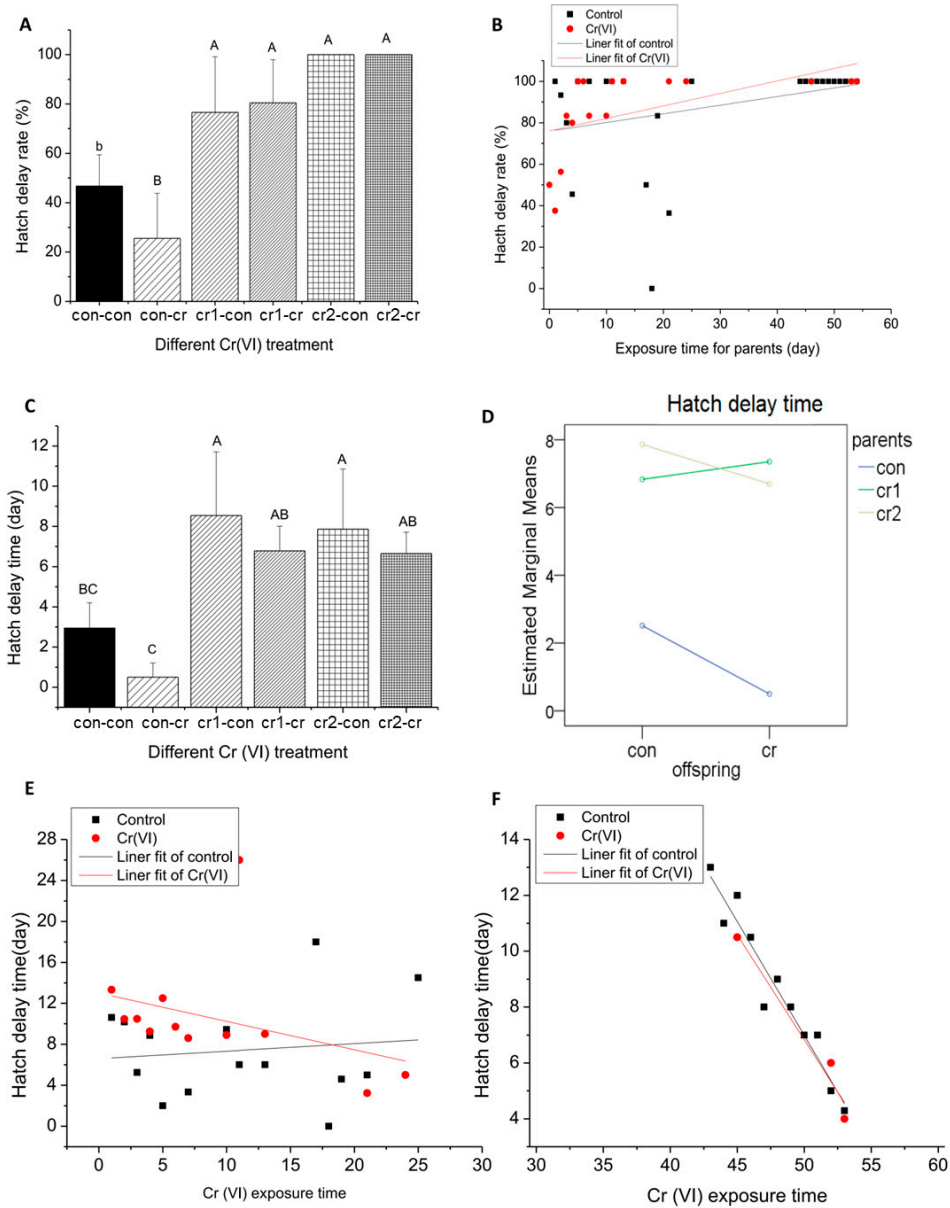 A
A
A
A
A
b
B
100
80
60
40
20
0
Hatch delay rate (%)
con-con con-cr cr1-con cr1-cr cr2-con cr2-cr
Different Cr(VI) treatment
B
Control
Cr(VI)
Liner fit of control
Liner fit of Cr(VI)
100
80
60
40
20
0
Hacth delay rate (%)
0 10 20 30 40 50 60
Exposure time for parents (day)
C
12
10
8
6
4
2
0
Hatch delay time (day)
BC
C
A
AB
A
AB
con-con con-cr cr1-con cr1-cr cr2-con cr2-cr
Different Cr (VI) treatment
D
Hatch delay time
8
6
4
2
0
Estimated Marginal Means
con cr
offspring
parents
con
cr1
cr2
E
Control
Cr(VI)
Liner fit of control
Liner fit of Cr(VI)
28
24
20
16
12
8
4
0
Hatch delay time(day)
0 5 10 15 20 25 30
Cr (VI) exposure time
F
Control
Cr(VI)
Liner fit of control
Liner fit of Cr(VI)
14
12
10
8
6
4
Hatch delay time(day)
30 35 40 45 50 55 60
Cr (VI) exposure time